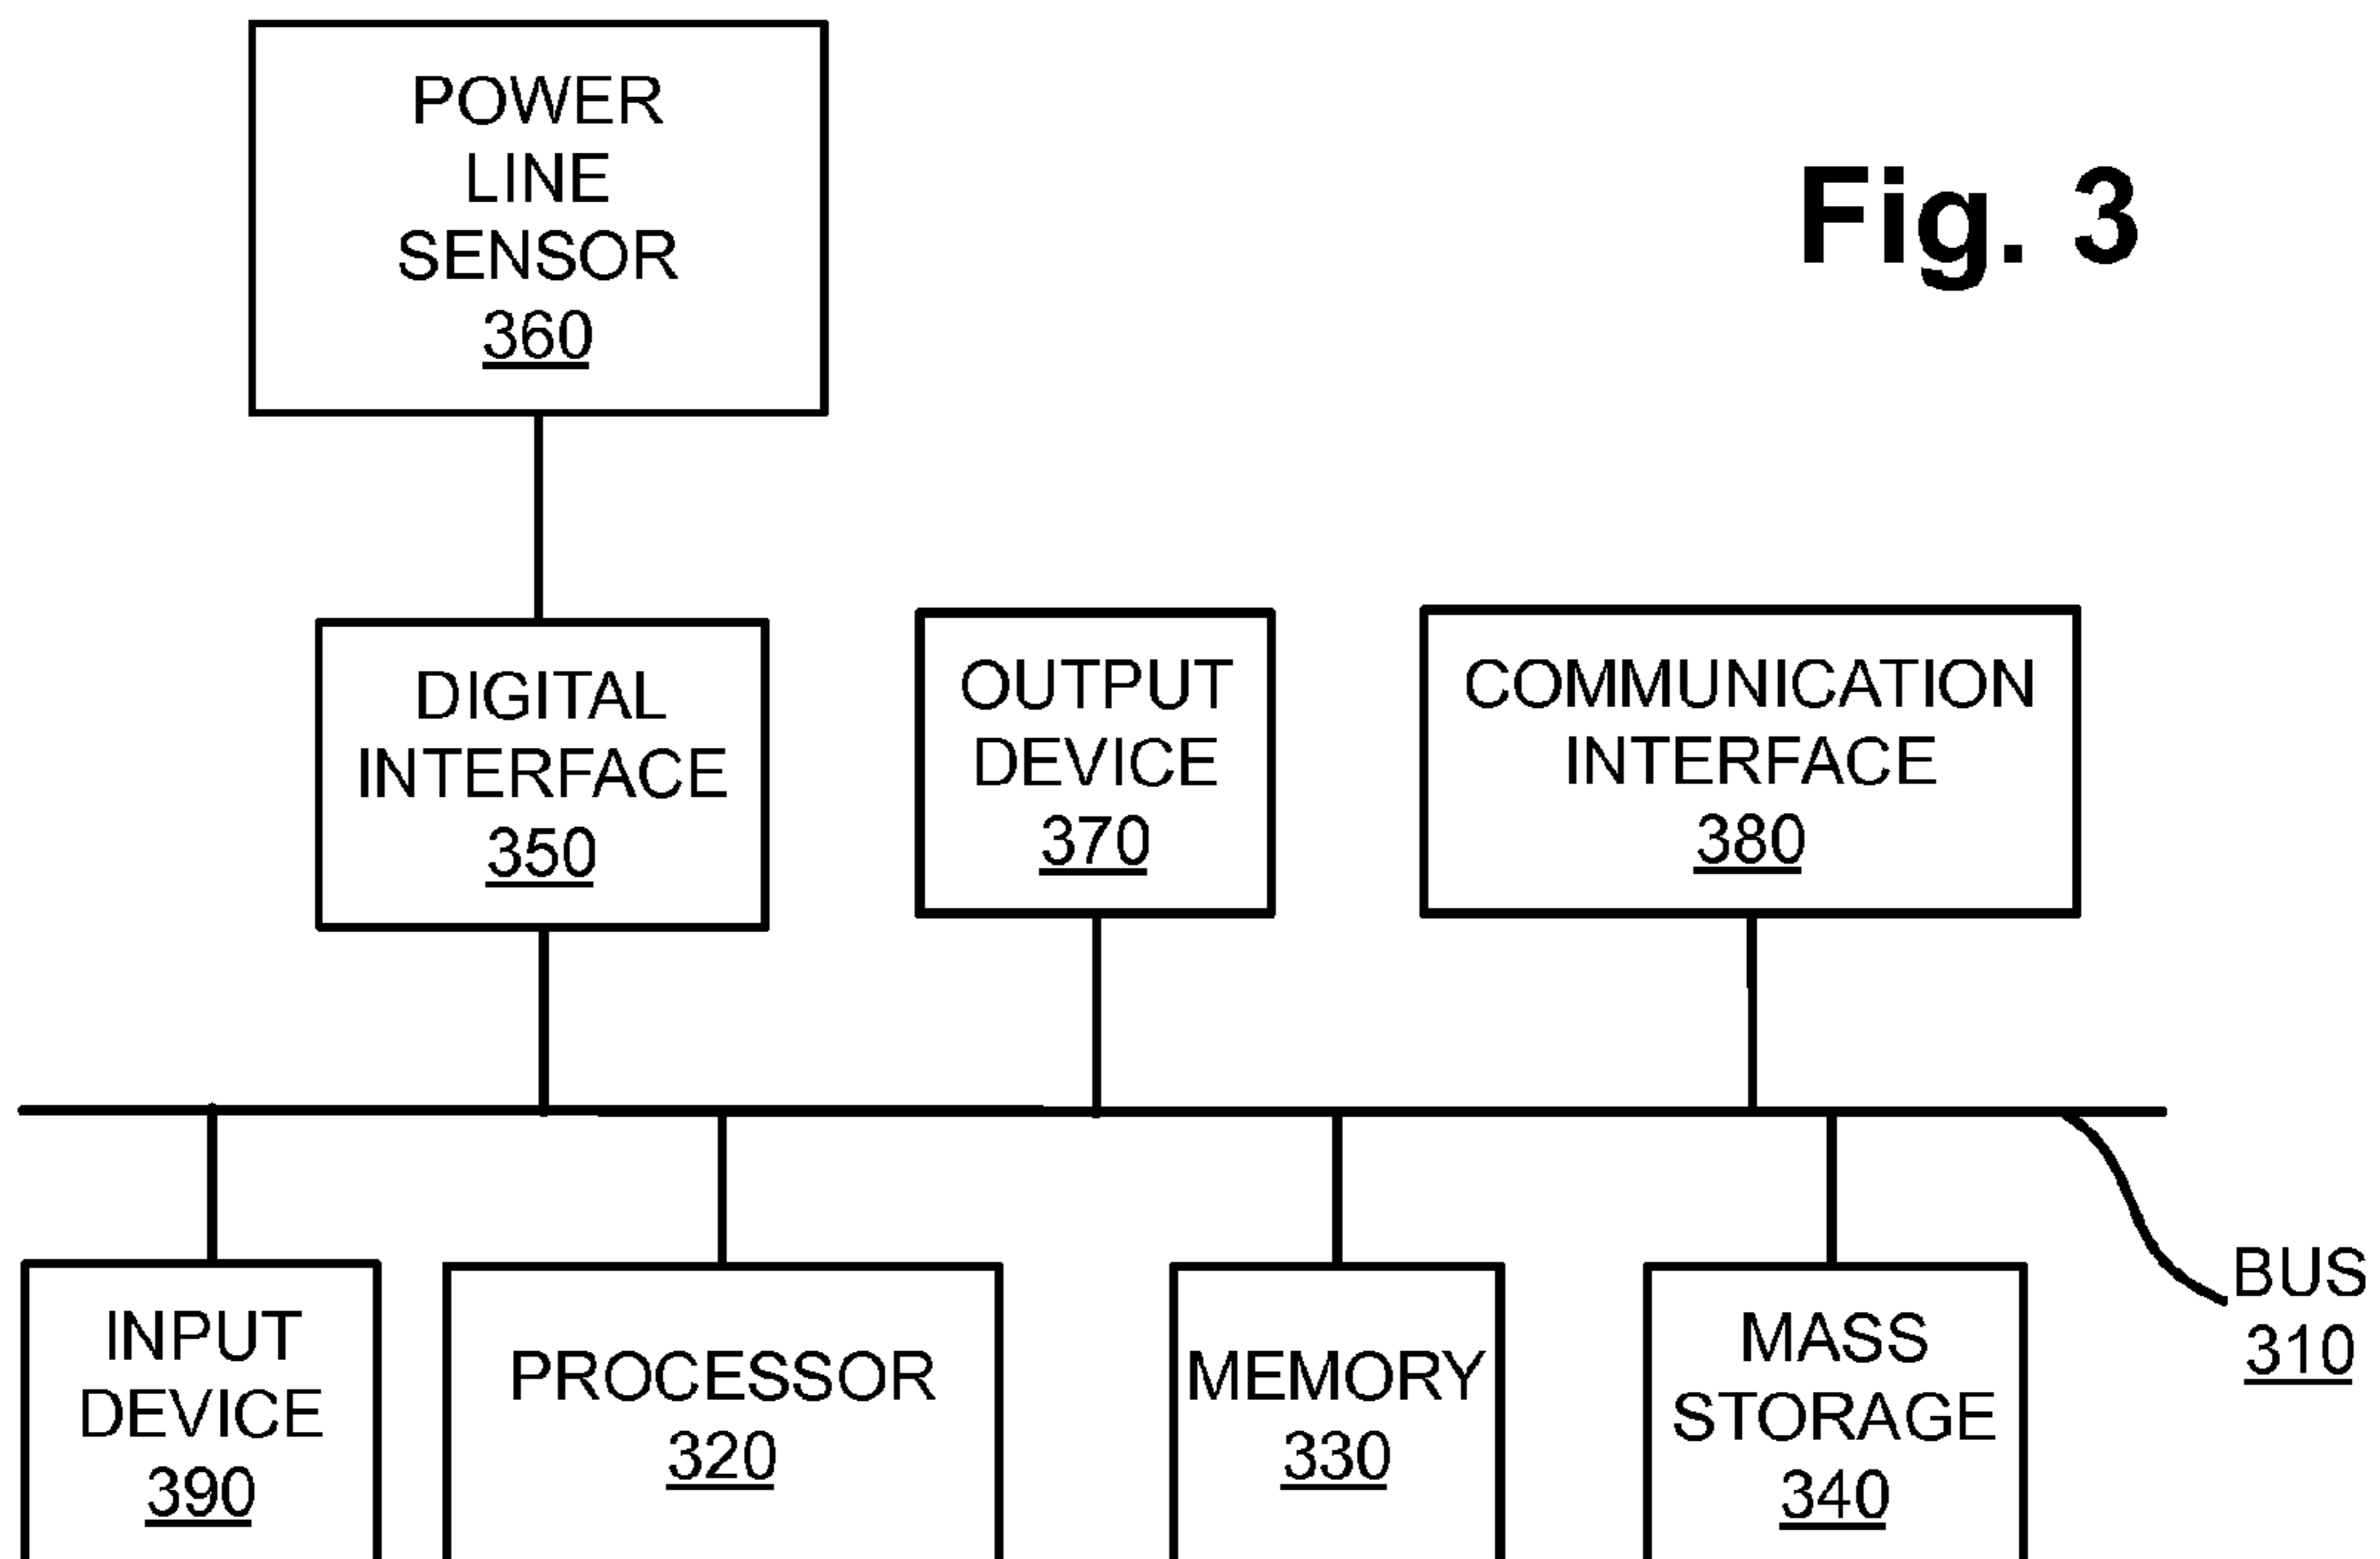 POWER
LINE
SENSOR
360
Fig. 3
DIGITAL
INTERFACE
350
OUTPUT
DEVICE
370
COMMUNICATION
INTERFACE
380
INPUT
DEVICE
390
PROCESSOR
320
MEMORY
330
MASS
STORAGE
340
BUS
310